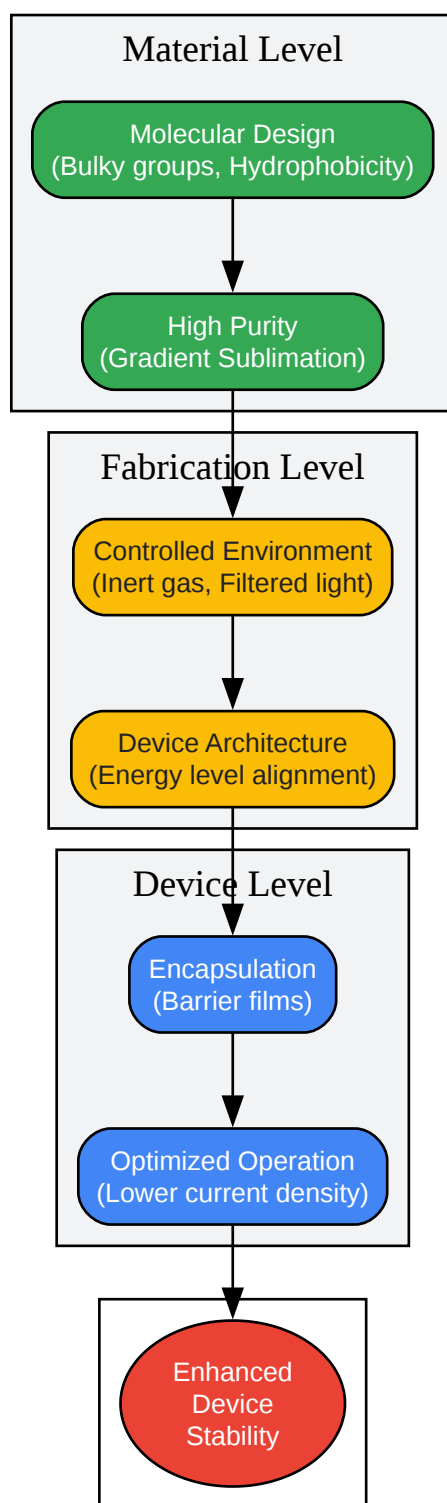 Material Level
Molecular Design
(Bulky groups, Hydrophobicity)
High Purity
(Gradient Sublimation)
Fabrication Level
Controlled Environment
(Inert gas, Filtered light)
Device Architecture
(Energy level alignment)
Device Level
Encapsulation
(Barrier films)
Optimized Operation
(Lower current density)
Enhanced
Device
Stability